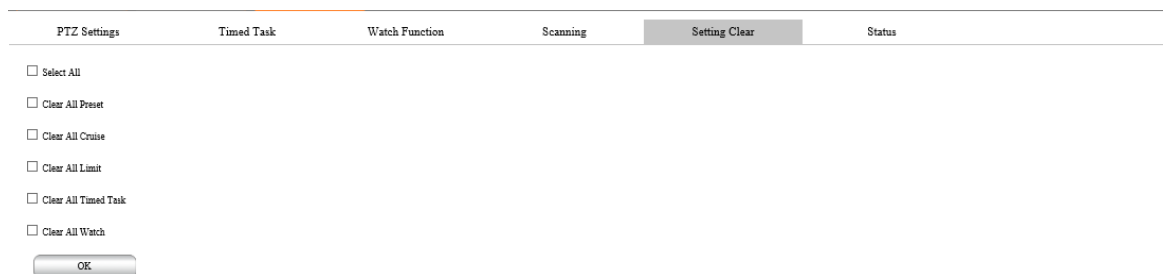 PTZ Settings Timed Task Watch Function Scanning Setting Clear Status
Select All
Clear All Preset
Clear All Cruise
Clear All Limit
Clear All Timed Task
Clear All Watch
OK